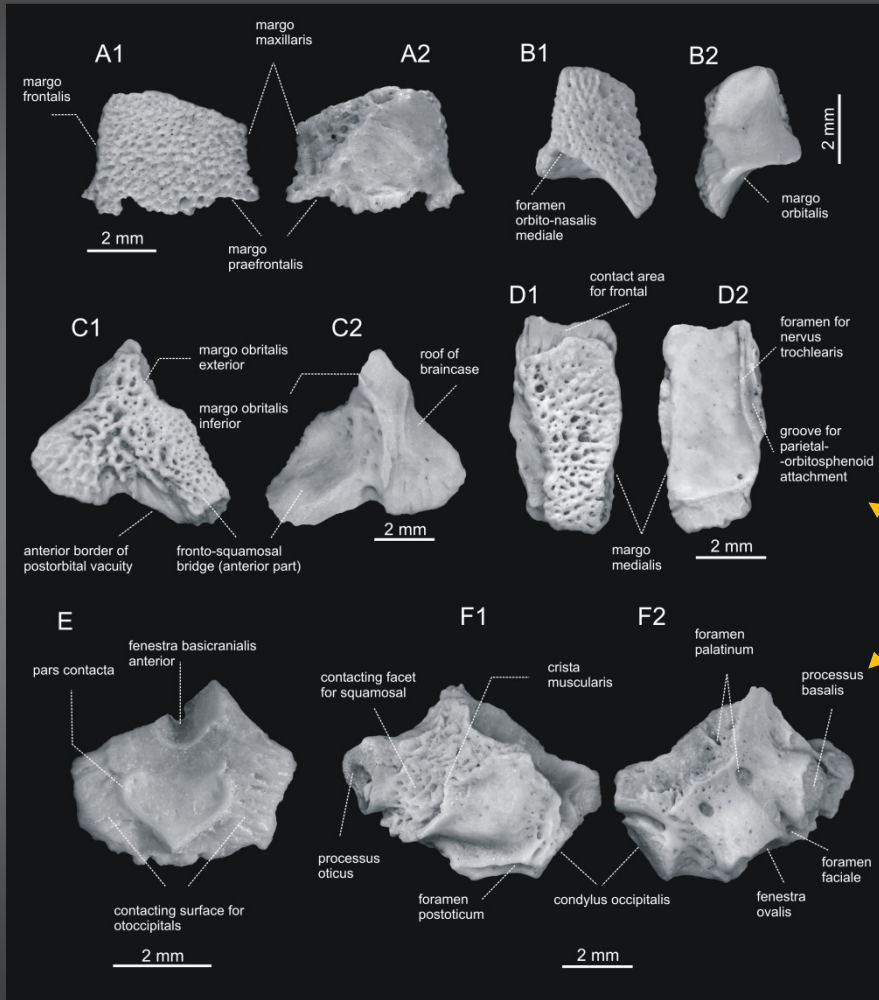 A1
margo
maxillaris
A2
B1
B2
margo
frontalis
2 mm
foramen
orbito-nasalis
mediale
margo
orbitalis
margo
praefrontalis
2 mm
contact area
for frontal
C1
C2
D1
D2
margo obritalis
exterior
roof of
braincase
foramen for
nervus
trochlearis
margo obritalis
inferior
groove for
parietal-
-orbitosphenoid
attachment
2 mm
anterior border of
postorbital vacuity
fronto-squamosal
bridge (anterior part)
margo
medialis
2 mm
E
F1
F2
fenestra basicranialis
anterior
foramen
palatinum
pars contacta
contacting facet
for squamosal
crista
muscularis
processus
basalis
processus
oticus
foramen
postoticum
condylus occipitalis
foramen
faciale
fenestra
ovalis
contacting surface for
otoccipitals
2 mm
2 mm